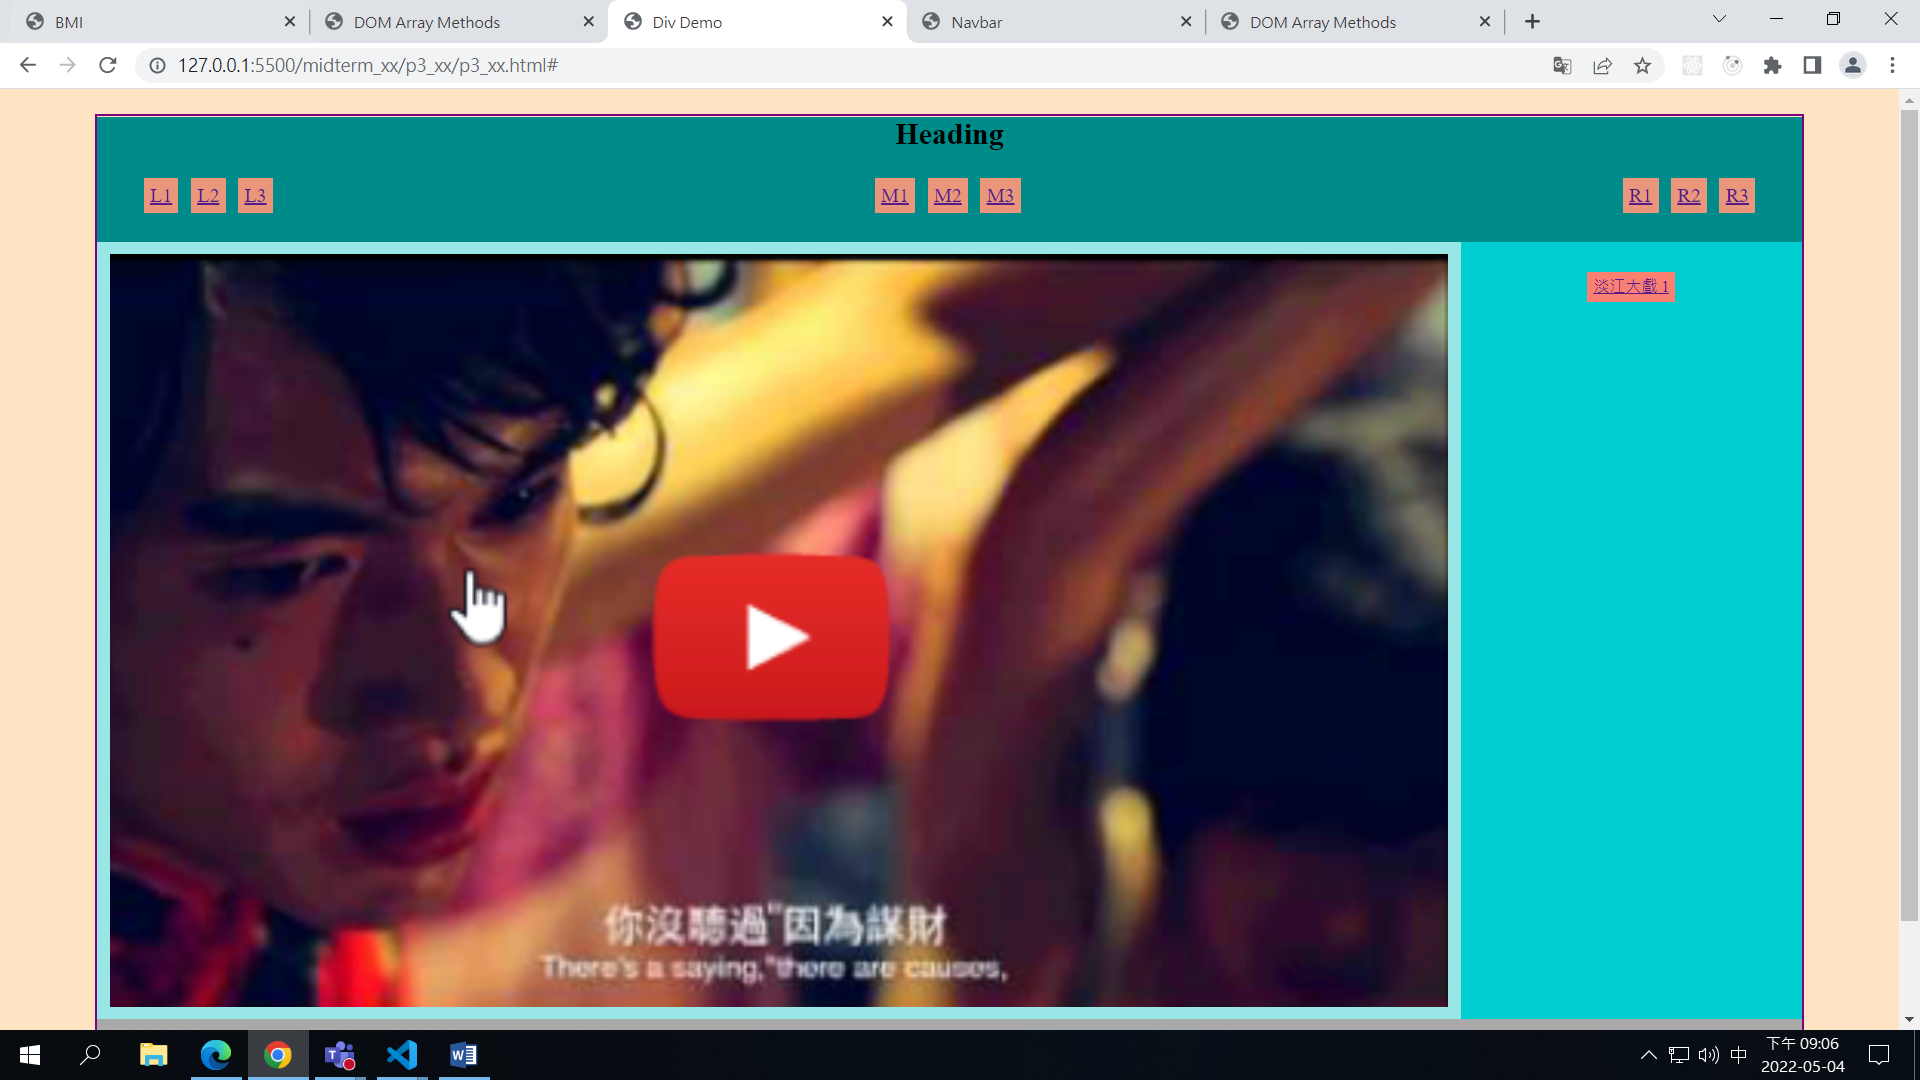 BMI
DOM Array Methods
Div Demo
Navbar
DOM Array Methods
127.0.0.1:5500/midterm_xx/p3_xx/p3_xx.html#
Heading
L1 L2 L3 M1 M2 M3 R1 R2 R3
淡江大戲 1
你沒聽過"因為謀財
There's a saying,"there are causes,
中
下午 09:06
2022-05-04